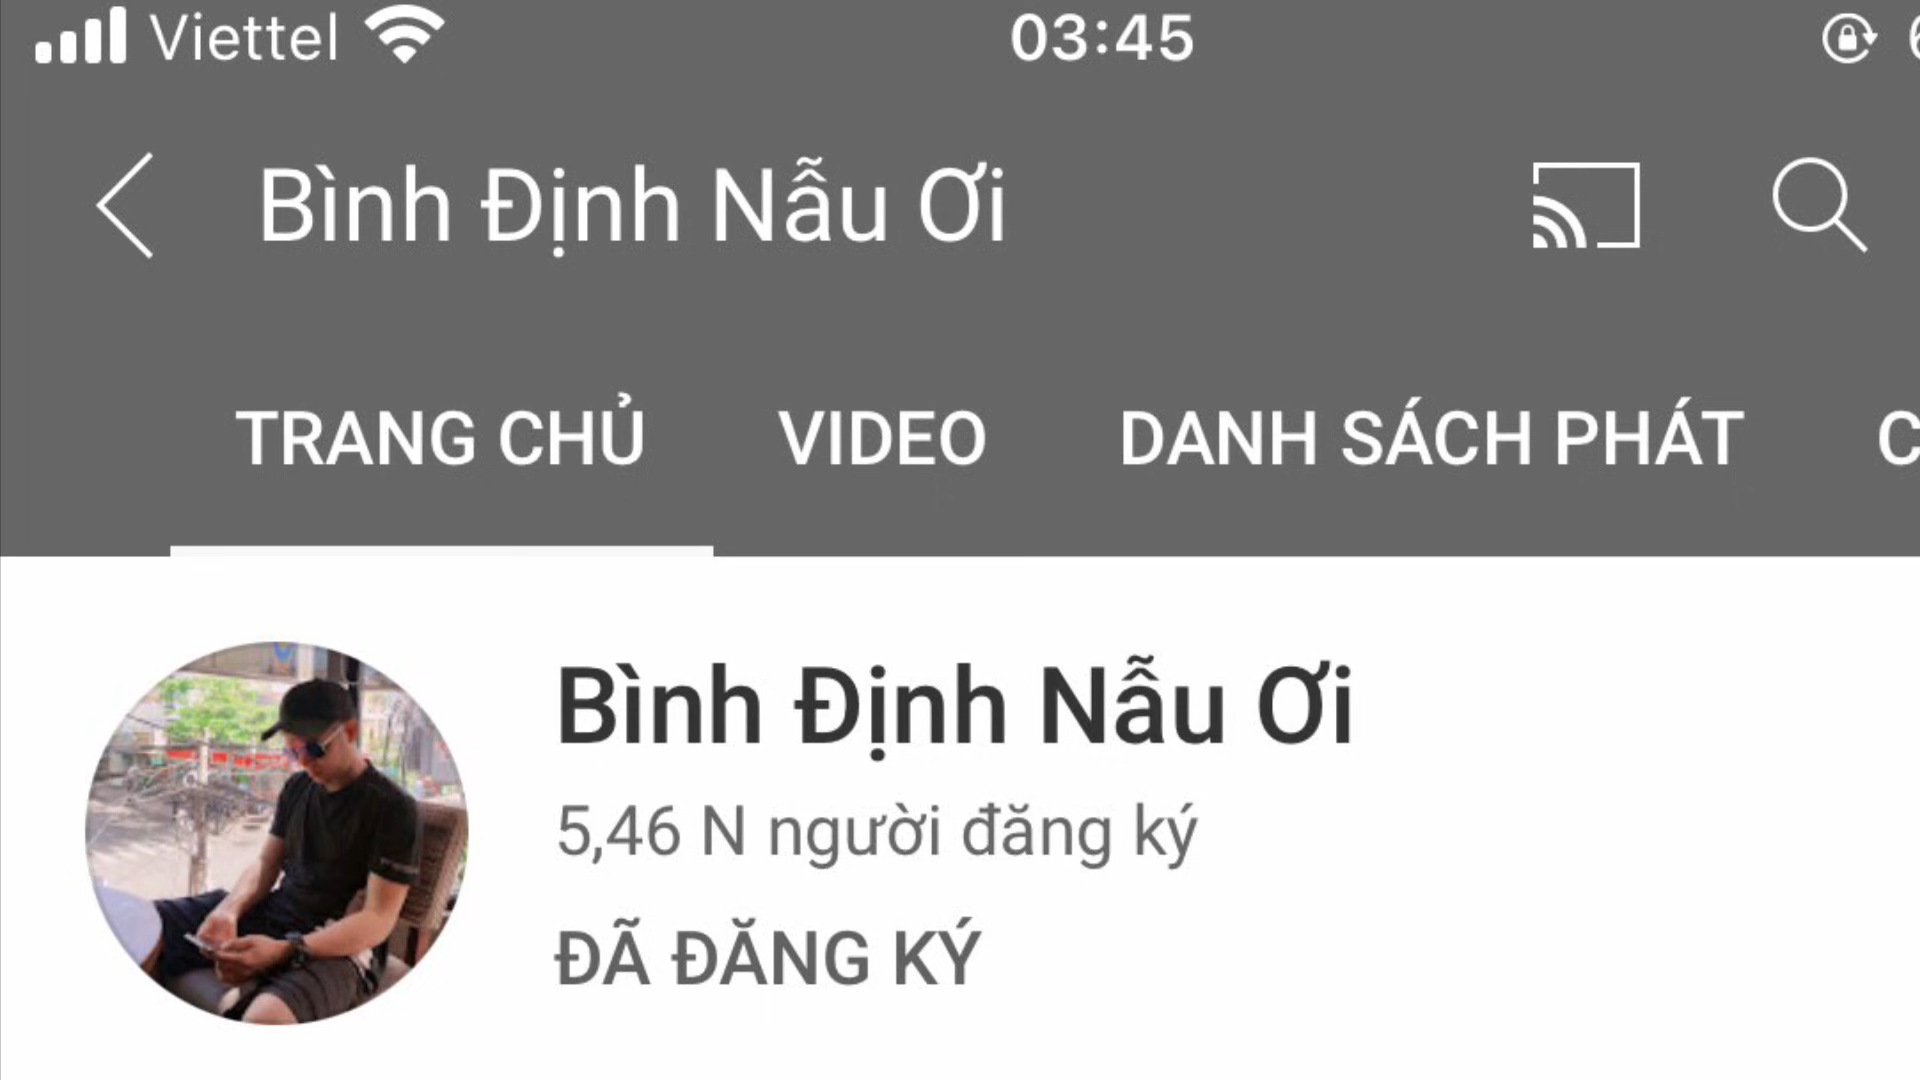 Viettel 03:45
Bình Định Nẫu Ơi
TRANG CHỦ VIDEO DANH SÁCH PHÁT
Bình Định Nẫu Ơi
5,46 N người đăng ký
ĐÃ ĐĂNG KÝ